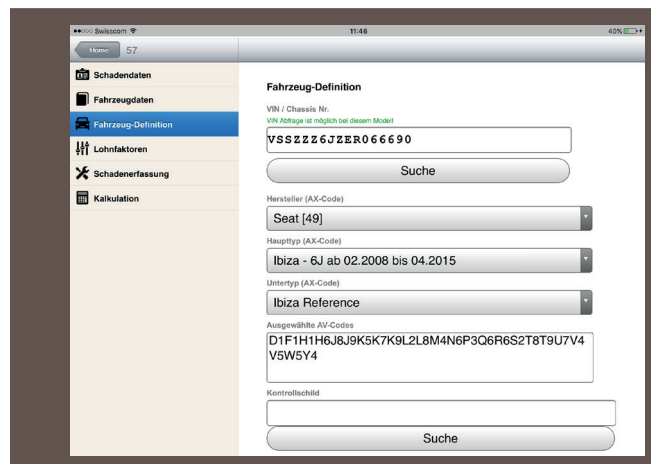 Swisscom
11:46
40%
Home
57
Schadendaten
Fahrzeugdaten
Fahrzeug-Definition
Lohnfaktoren
Schadenerfassung
Kalkulation
Fahrzeug-Definition
VIN / Chassis Nr.
VIN Abfrage ist möglich bei diesem Modell
VSSZZZ6JZER066690
Suche
Hersteller (AX-Code)
Seat [49]
Haupttyp (AX-Code)
Ibiza - 6J ab 02.2008 bis 04.2015
Untertyp (AX-Code)
Ibiza Reference
Ausgewählte AV-Codes
D1F1H1H6J8J9K5K7K9L2L8M4N6P3Q6R6S2T8T9U7V4
V5W5Y4
Kontrollschild
Suche